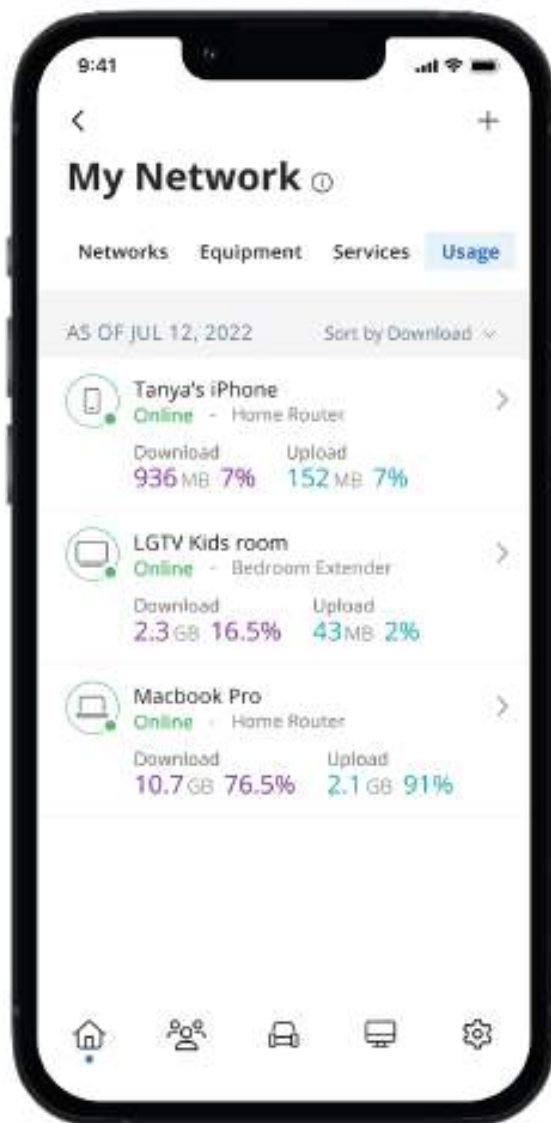 9:41
My Network
Networks Equipment Services Usage
AS OF JUL 12, 2022 Sort by Download
Tanya's iPhone
Online - Home Router
Download Upload
936 MB 7% 152 MB 7%
LGTV Kids room
Online - Bedroom Extender
Download Upload
2.3 GB 16.5% 43 MB 2%
Macbook Pro
Online - Home Router
Download Upload
10.7 GB 76.5% 2.1 GB 91%